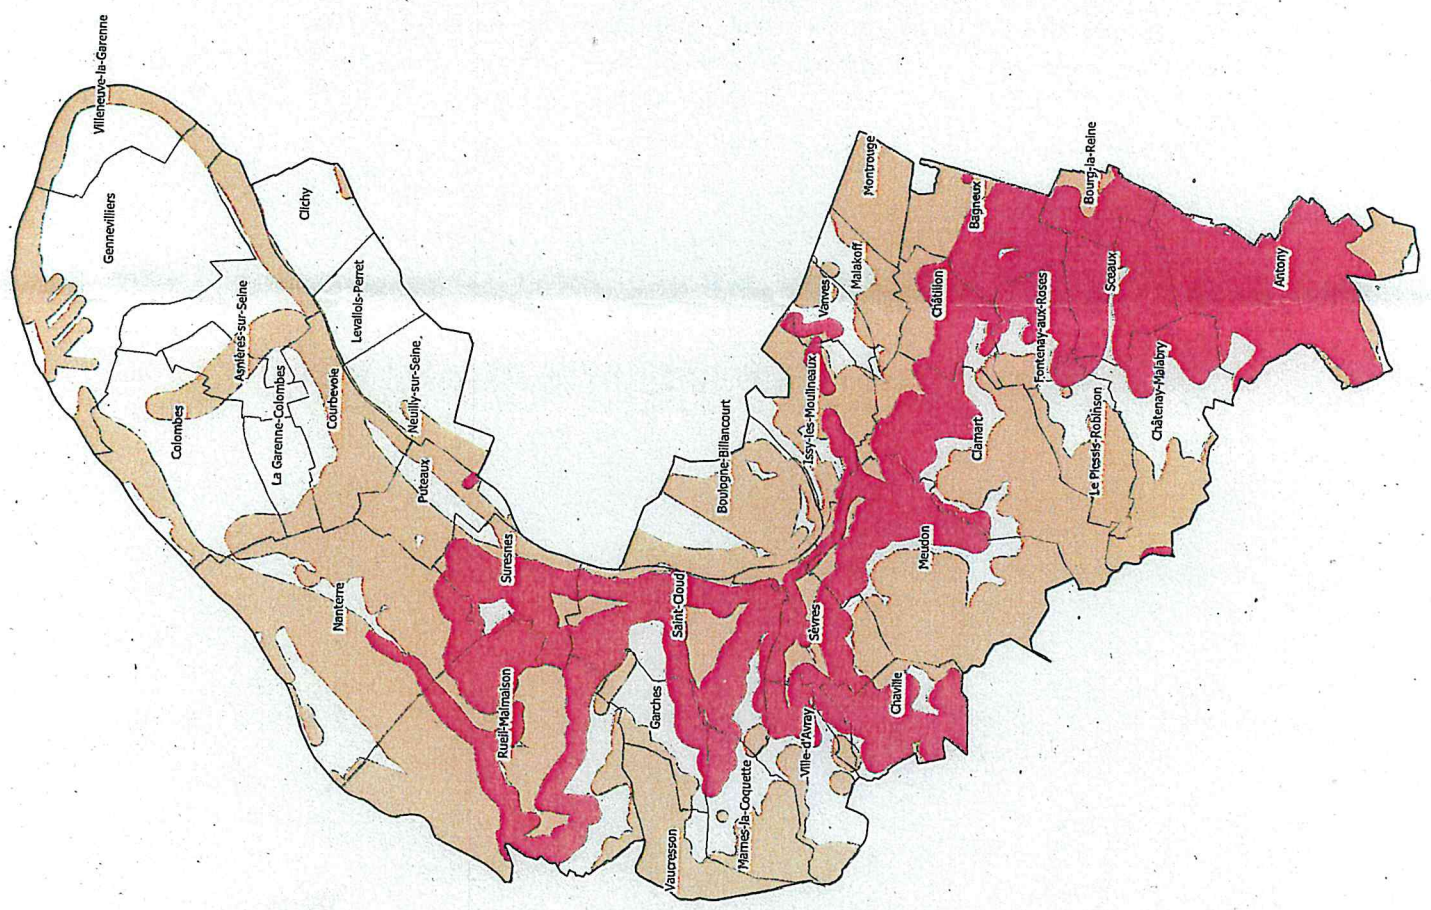 Villeneuve-la-Garenne
Gennevilliers
Clichy
Asnières-sur-Seine
Levallois-Perret
Colombes
La Garenne-Colombes
Courbevoie
Neuilly-sur-Seine
Puteaux
Nanterre
Suresnes
Rueil-Malmaison
Saint-Cloud
Garches
Vaucresson
Marnes-la-Coquette
Ville-d'Avray
Sèvres
Chaville
Boulogne-Billancourt
Issy-les-Moulineaux
Vanves
Malakoff
Montrouge
Meudon
Clamart
Châtillon
Bagneux
Fontenay-aux-Roses
Bourg-la-Reine
Sceaux
Le Plessis-Robinson
Châtenay-Malabry
Antony